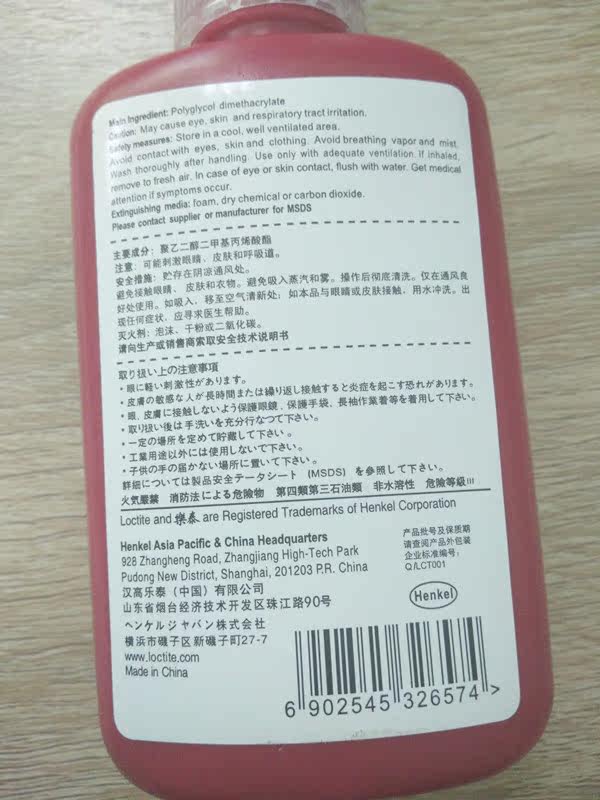 Main Ingredient: Polyglycol dimethacrylate
Caution: May cause eye, skin and respiratory tract irritation.
Safety measures: Store in a cool, well ventilated area.
Avoid contact with eyes, skin and clothing. Avoid breathing vapor and mist.
Wash thoroughly after handling. Use only with adequate ventilation. if inhaled,
remove to fresh air. In case of eye or skin contact, flush with water. Get medical
attention if symptoms occur.
Extinguishing media: foam, dry chemical or carbon dioxide.
Please contact supplier or manufacturer for MSDS
主要成分：聚乙二醇二甲基丙烯酸酯
注意：可能刺激眼睛、皮肤和呼吸道。
安全措施：贮存在阴凉通风处。
避免接触眼睛、皮肤和衣物。避免吸入蒸汽和雾。操作后彻底清洗。仅在通风良
好处使用。如吸入，移至空气清新处；如本品与眼睛或皮肤接触，用水冲洗。出
现任何症状，应寻求医生帮助。
灭火剂：泡沫、干粉或二氧化碳。
请向生产或销售商索取安全技术说明书
取り扱い上の注意事項
・眼に軽い刺激性があります。
・皮膚の敏感な人が長時間または繰り返し接触すると炎症を起こす恐れがあります。
・眼、皮膚に接触しないよう保護眼鏡、保護手袋、長袖作業着等を着用して下さい。
・取り扱い後は手洗いを充分行なつて下さい。
・一定の場所を定めて貯蔵して下さい。
・工業用途以外には使用しないで下さい。
・子供の手の届かない場所に置いて下さい。
詳細については製品安全テータシート (MSDS) を参照して下さい。
火気厳禁 消防法による危険物 第四類第三石油類 非水溶性 危険等級III
Loctite and 樂泰 are Registered Trademarks of Henkel Corporation
Henkel Asia Pacific & China Headquarters
928 Zhangheng Road, Zhangjiang High-Tech Park
Pudong New District, Shanghai, 201203 P.R. China
汉高乐泰（中国）有限公司
山东省烟台经济技术开发区珠江路90号
ヘンケルジャパン株式会社
横浜市磯子区新磯子町27-7
www.loctite.com
Made in China
产品批号及保质期
请查阅产品外包装
企业标准编号：
Q/LCT001
Henkel
6 902545 326574 >